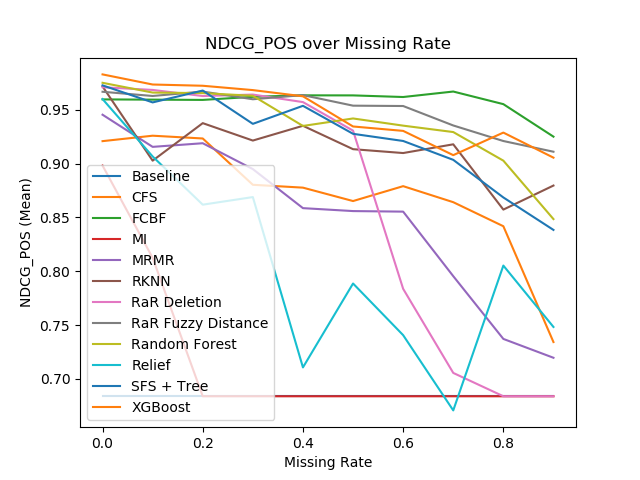 NDCG_POS over Missing Rate
NDCG_POS (Mean)
0.95
0.90
0.85
0.80
0.75
0.70
Baseline
CFS
FCBF
MI
MRMR
RKNN
RaR Deletion
RaR Fuzzy Distance
Random Forest
Relief
SFS + Tree
XGBoost
0.0 0.2 0.4 0.6 0.8
Missing Rate